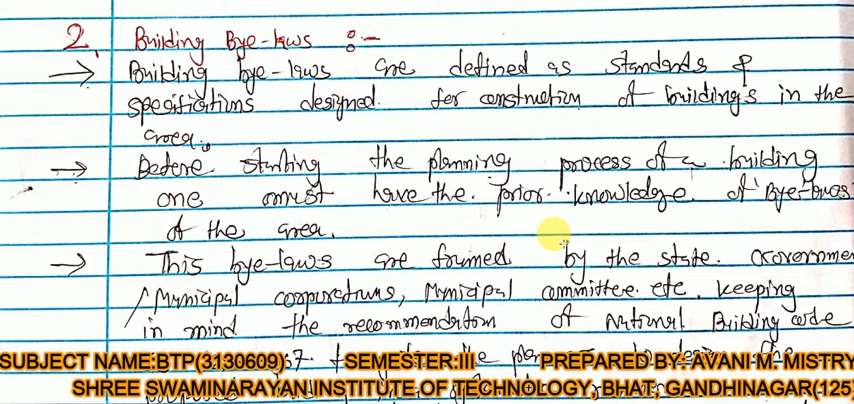 2. Building Bye-laws :-
→ Building bye-laws are defined as standards &
specifications designed for construction of buildings in the
area.
→ Before starting the planning process of a building
one must have the prior knowledge of Bye-laws
of the area.
→ This bye-laws are formed by the state Governme
/Municipal corporations, Municipal committee etc. keeping
in mind the recommendation of National Building code
SUBJECT NAME:BTP(3130609) SEMESTER:III PREPARED BY:-AVANI M. MISTRY
SHREE SWAMINARAYAN INSTITUTE OF TECHNOLOGY, BHAT, GANDHINAGAR(125)